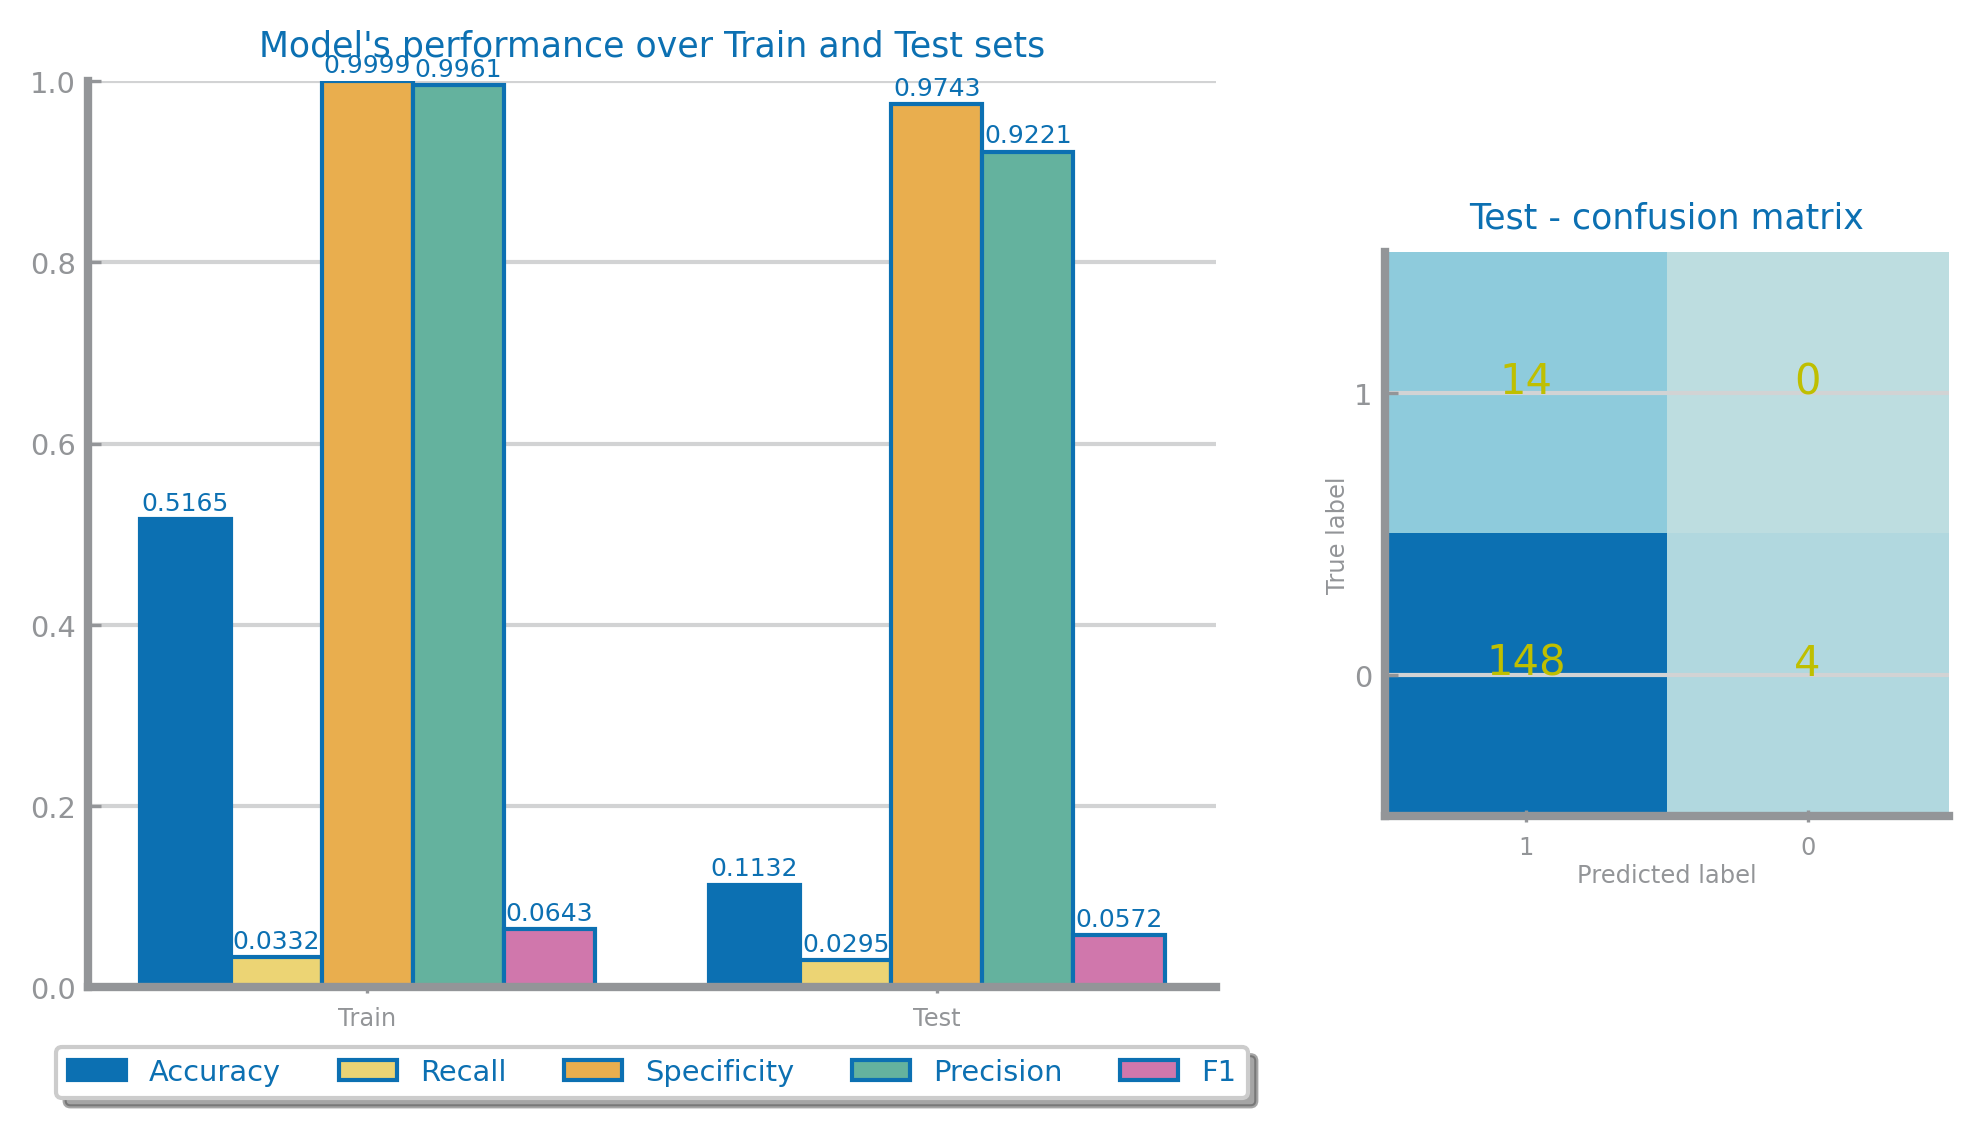 Model's performance over Train and Test sets
1.0
0.8
0.6
0.4
0.2
0.0
0.5165
0.0332
0.9999
0.9961
0.0643
0.1132
0.0295
0.9743
0.9221
0.0572
Train
Test
Accuracy
Recall
Specificity
Precision
F1
Test - confusion matrix
True label
1
0
14
0
148
4
1
0
Predicted label